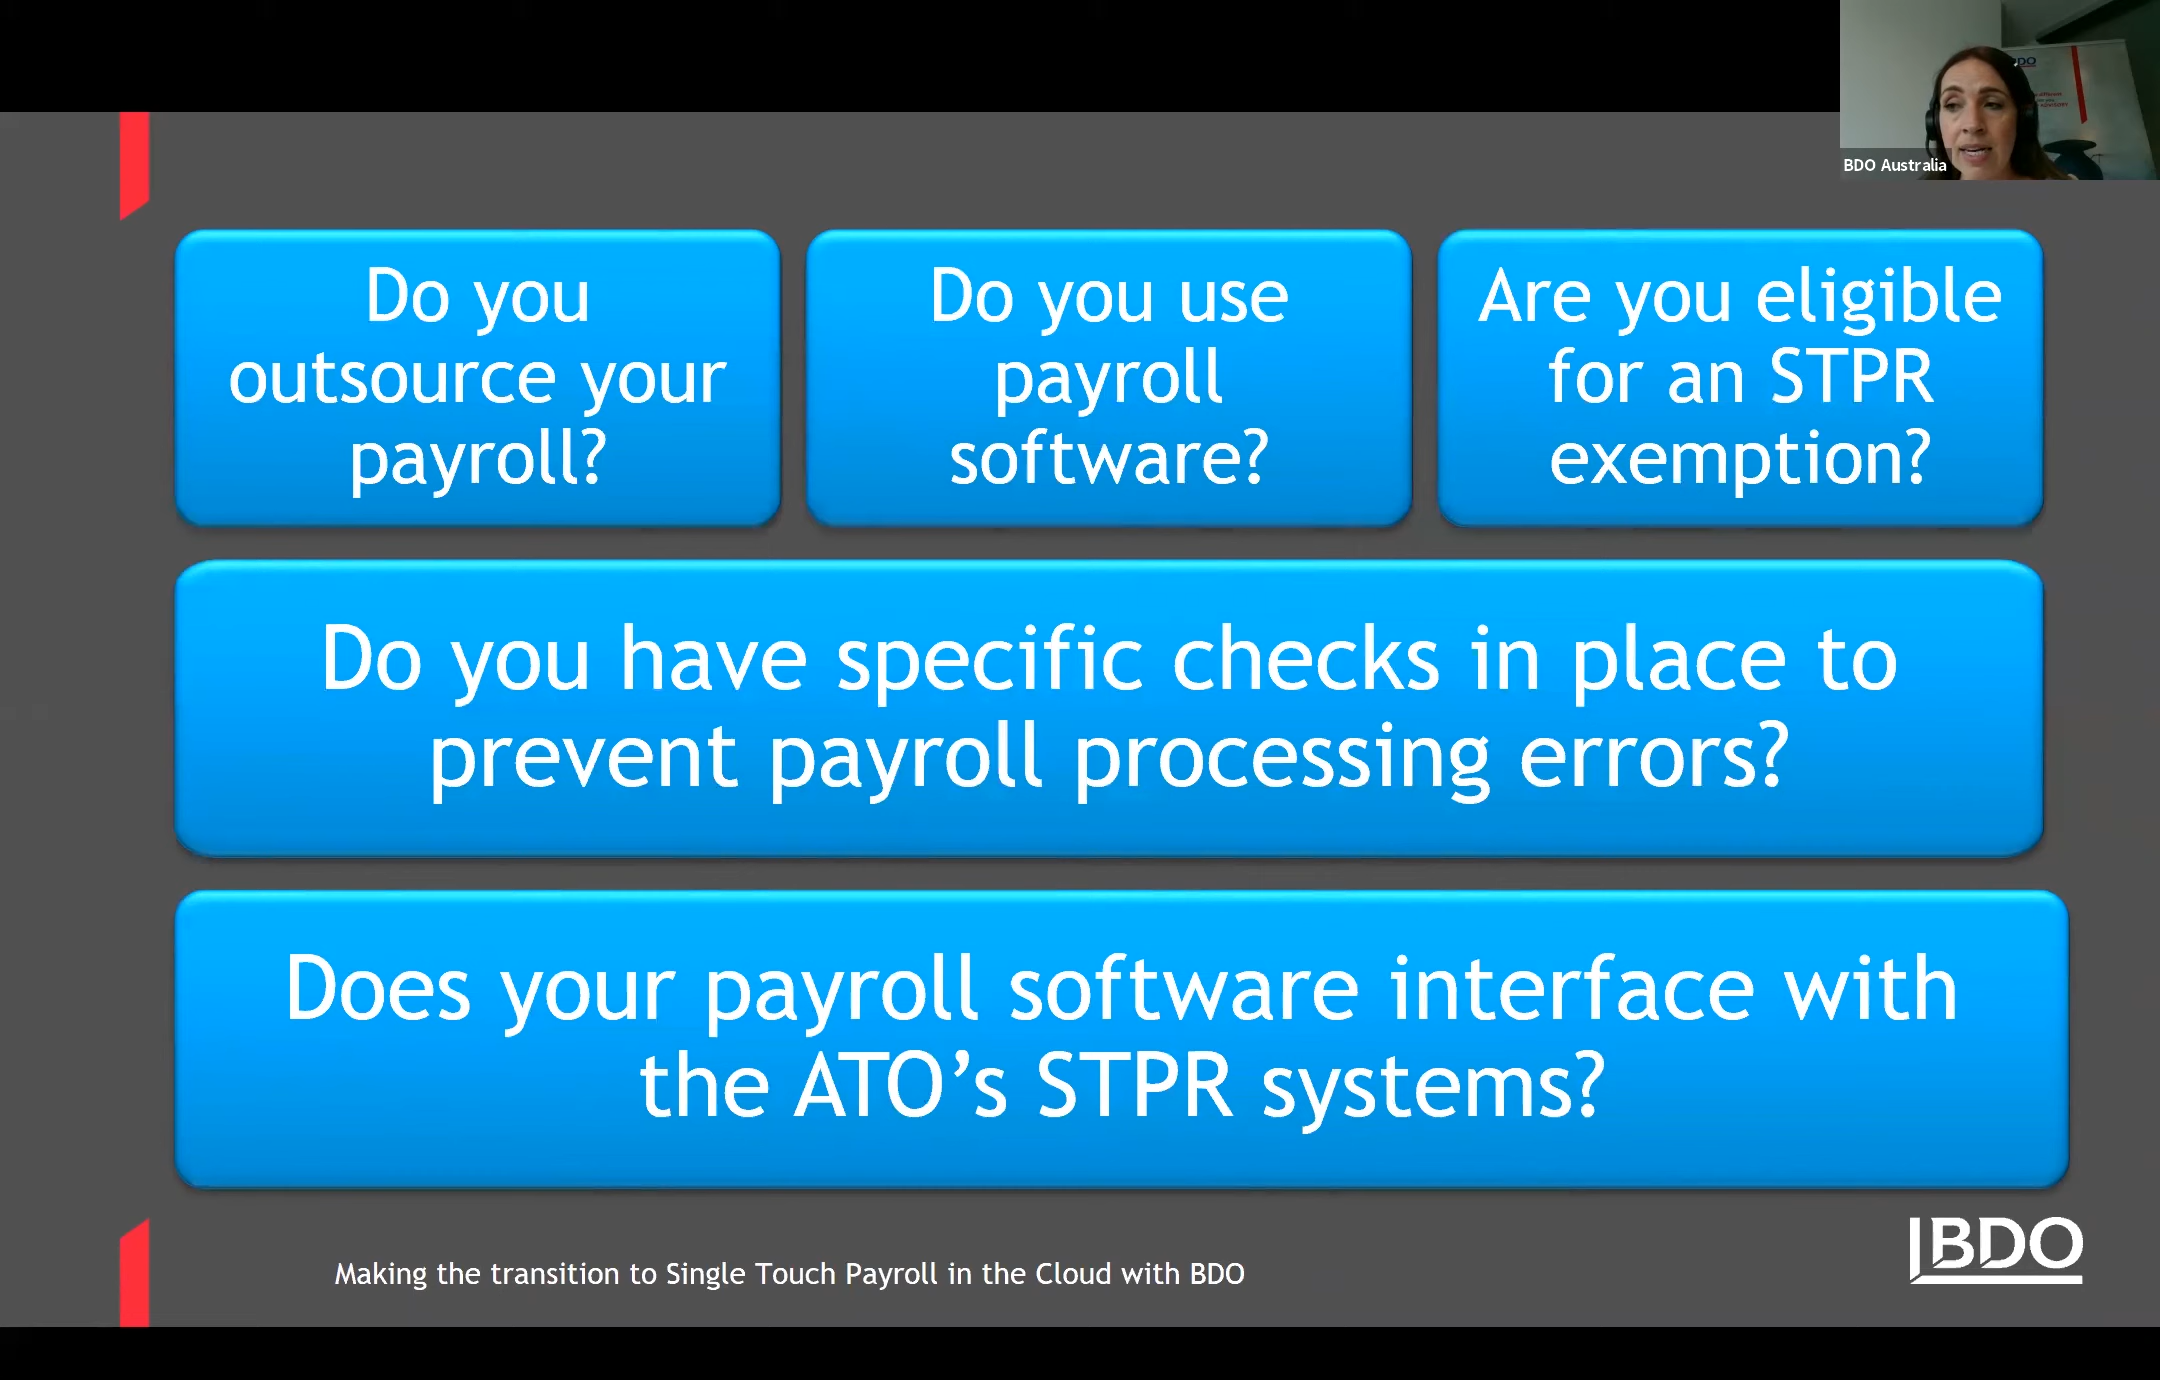 DO
BDO Australia
Do you
outsource your
payroll?
Do you use
payroll
software?
Are you eligible
for an STPR
exemption?
Do you have specific checks in place to
prevent payroll processing errors?
Does your payroll software interface with
the ATO’s STPR systems?
Making the transition to Single Touch Payroll in the Cloud with BDO
BDO